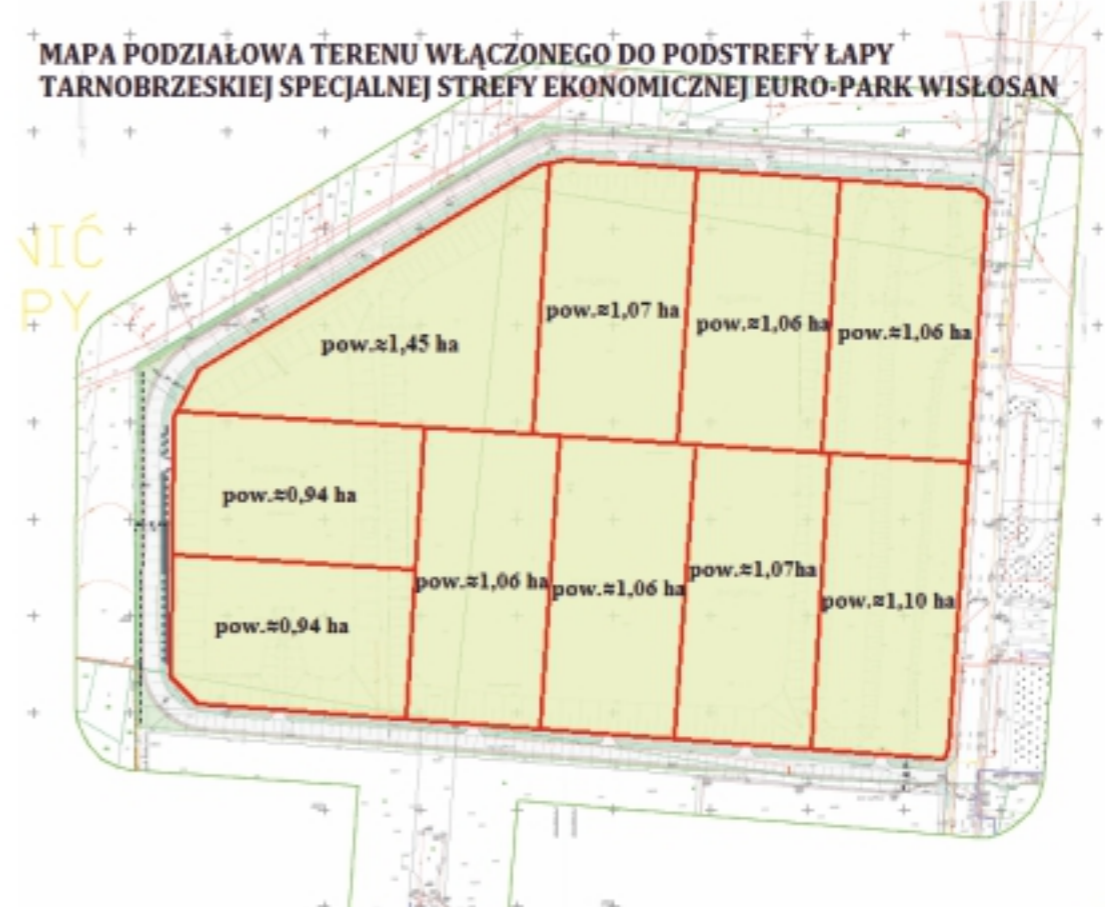 MAPA PODZIAŁOWA TERENU WŁĄCZONEGO DO PODSTREFY ŁAPY
TARNOBRZESKIEJ SPECJALNEJ STREFY EKONOMICZNEJ EURO-PARK WISŁOSAN
NIĆ
PY
pow.≈1,45 ha
pow.≈1,07 ha
pow.≈1,06 ha
pow.≈1,06 ha
pow.≈0,94 ha
pow.≈0,94 ha
pow.≈1,06 ha
pow.≈1,06 ha
pow.≈1,07ha
pow.≈1,10 ha